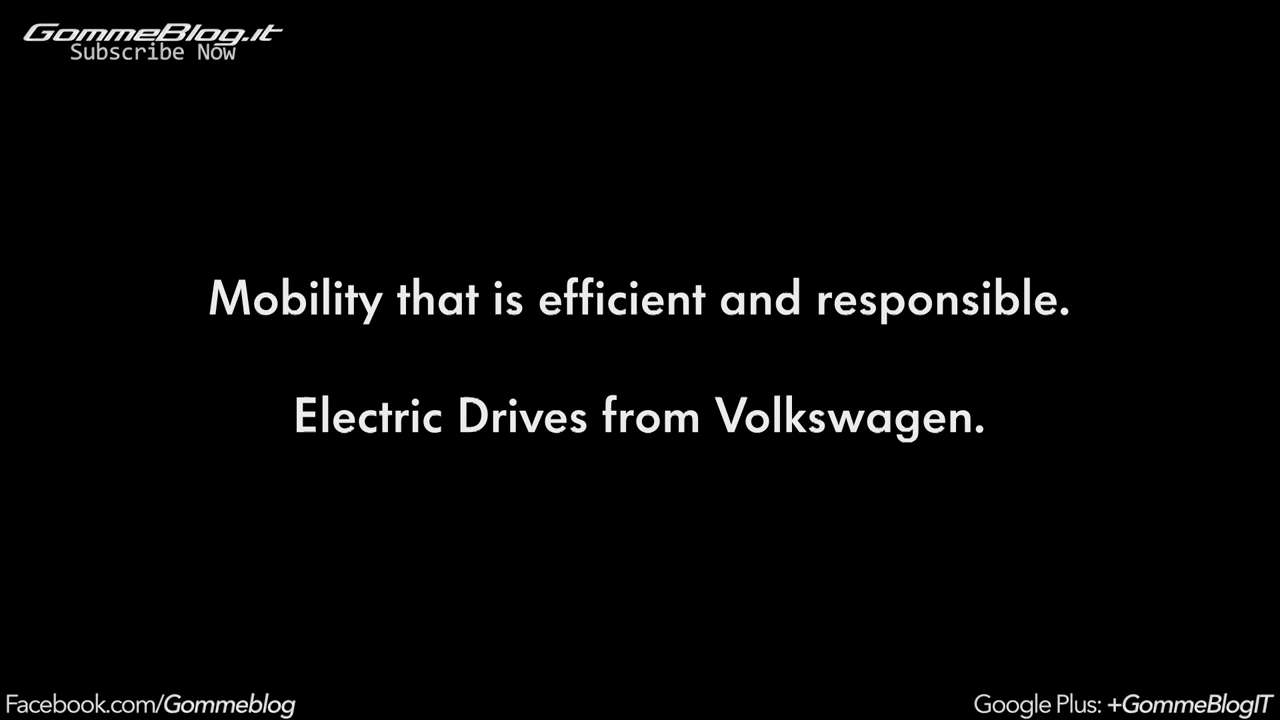 GommeBlog.it
Subscribe Now
Mobility that is efficient and responsible.
Electric Drives from Volkswagen.
Facebook.com/Gommeblog
Google Plus: +GommeBlogIT